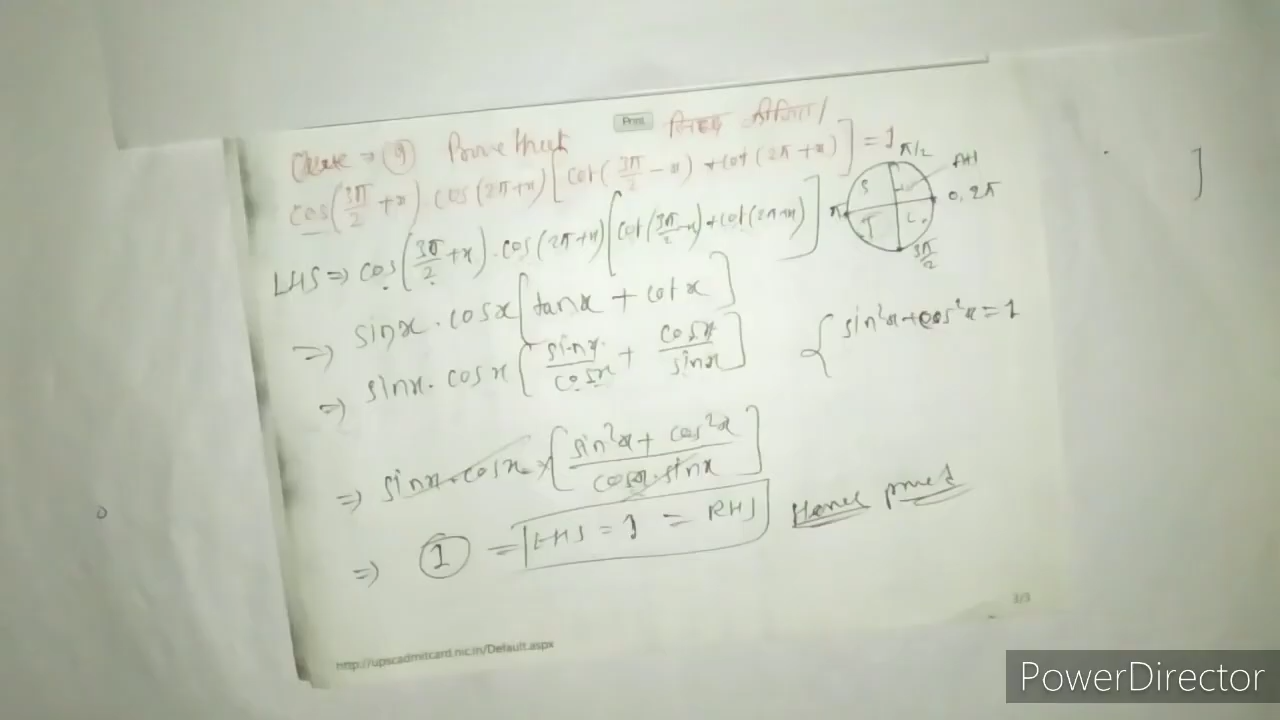 Print
⇒ 9 Prove that सिद्ध कीजिए।
cos(3π/2 + x) cos(2π + x) [cot(3π/2 - x) + cot(2π + x)] = 1
LHS ⇒ cos(3π/2 + x) · cos(2π + x) [cot(3π/2 - x) + cot(2π + x)]
π/2
All
S
π
0, 2π
T
C
3π/2
⇒ sinx · cosx [tanx + cotx]
⇒ sinx · cosx [sinx/cosx + cosx/sinx]
{ sin²x + cos²x = 1
⇒ sinx · cosx × [sin²x + cos²x / cosx · sinx]
⇒ 1 = LHS = 1 = RHS Hence proved
3/3
http://upscadmitcard.nic.in/Default.aspx
PowerDirector